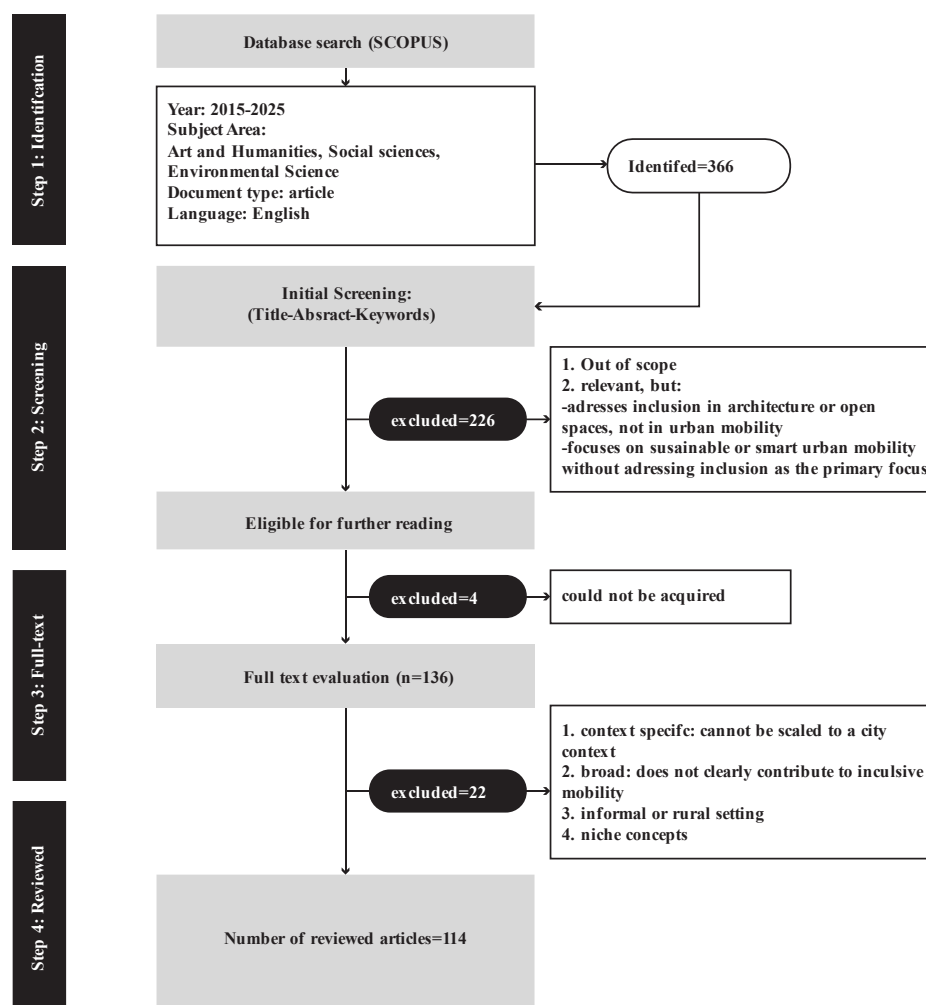 Step 1: Identifcation
Database search (SCOPUS)
Year: 2015-2025
Subject Area:
Art and Humanities, Social sciences,
Environmental Science
Document type: article
Language: English
Identifed=366
Step 2: Screening
Initial Screening:
(Title-Absract-Keywords)
excluded=226
1. Out of scope
2. relevant, but:
-adresses inclusion in architecture or open
spaces, not in urban mobility
-focuses on susainable or smart urban mobility
without adressing inclusion as the primary focus
Eligible for further reading
Step 3: Full-text
excluded=4
could not be acquired
Full text evaluation (n=136)
excluded=22
1. context specifc: cannot be scaled to a city
context
2. broad: does not clearly contribute to inculsive
mobility
3. informal or rural setting
4. niche concepts
Step 4: Reviewed
Number of reviewed articles=114